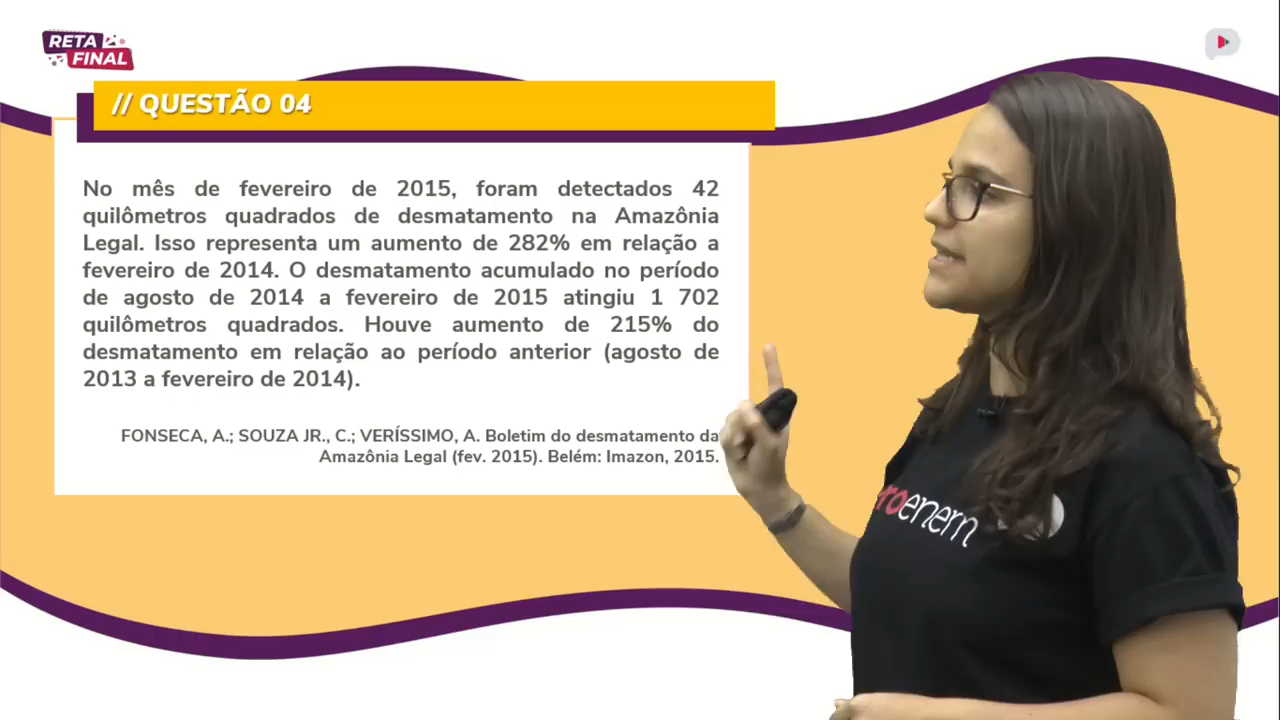 RETA
FINAL
// QUESTÃO 04
No mês de fevereiro de 2015, foram detectados 42
quilômetros quadrados de desmatamento na Amazônia
Legal. Isso representa um aumento de 282% em relação a
fevereiro de 2014. O desmatamento acumulado no período
de agosto de 2014 a fevereiro de 2015 atingiu 1 702
quilômetros quadrados. Houve aumento de 215% do
desmatamento em relação ao período anterior (agosto de
2013 a fevereiro de 2014).
FONSECA, A.; SOUZA JR., C.; VERÍSSIMO, A. Boletim do desmatamento da
Amazônia Legal (fev. 2015). Belém: Imazon, 2015.
roenem